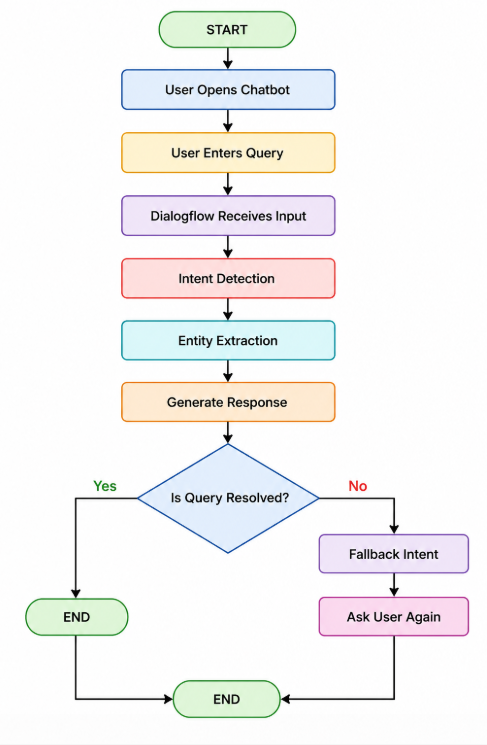 START
User Opens Chatbot
User Enters Query
Dialogflow Receives Input
Intent Detection
Entity Extraction
Generate Response
Is Query Resolved?
Yes
No
Fallback Intent
END
Ask User Again
END